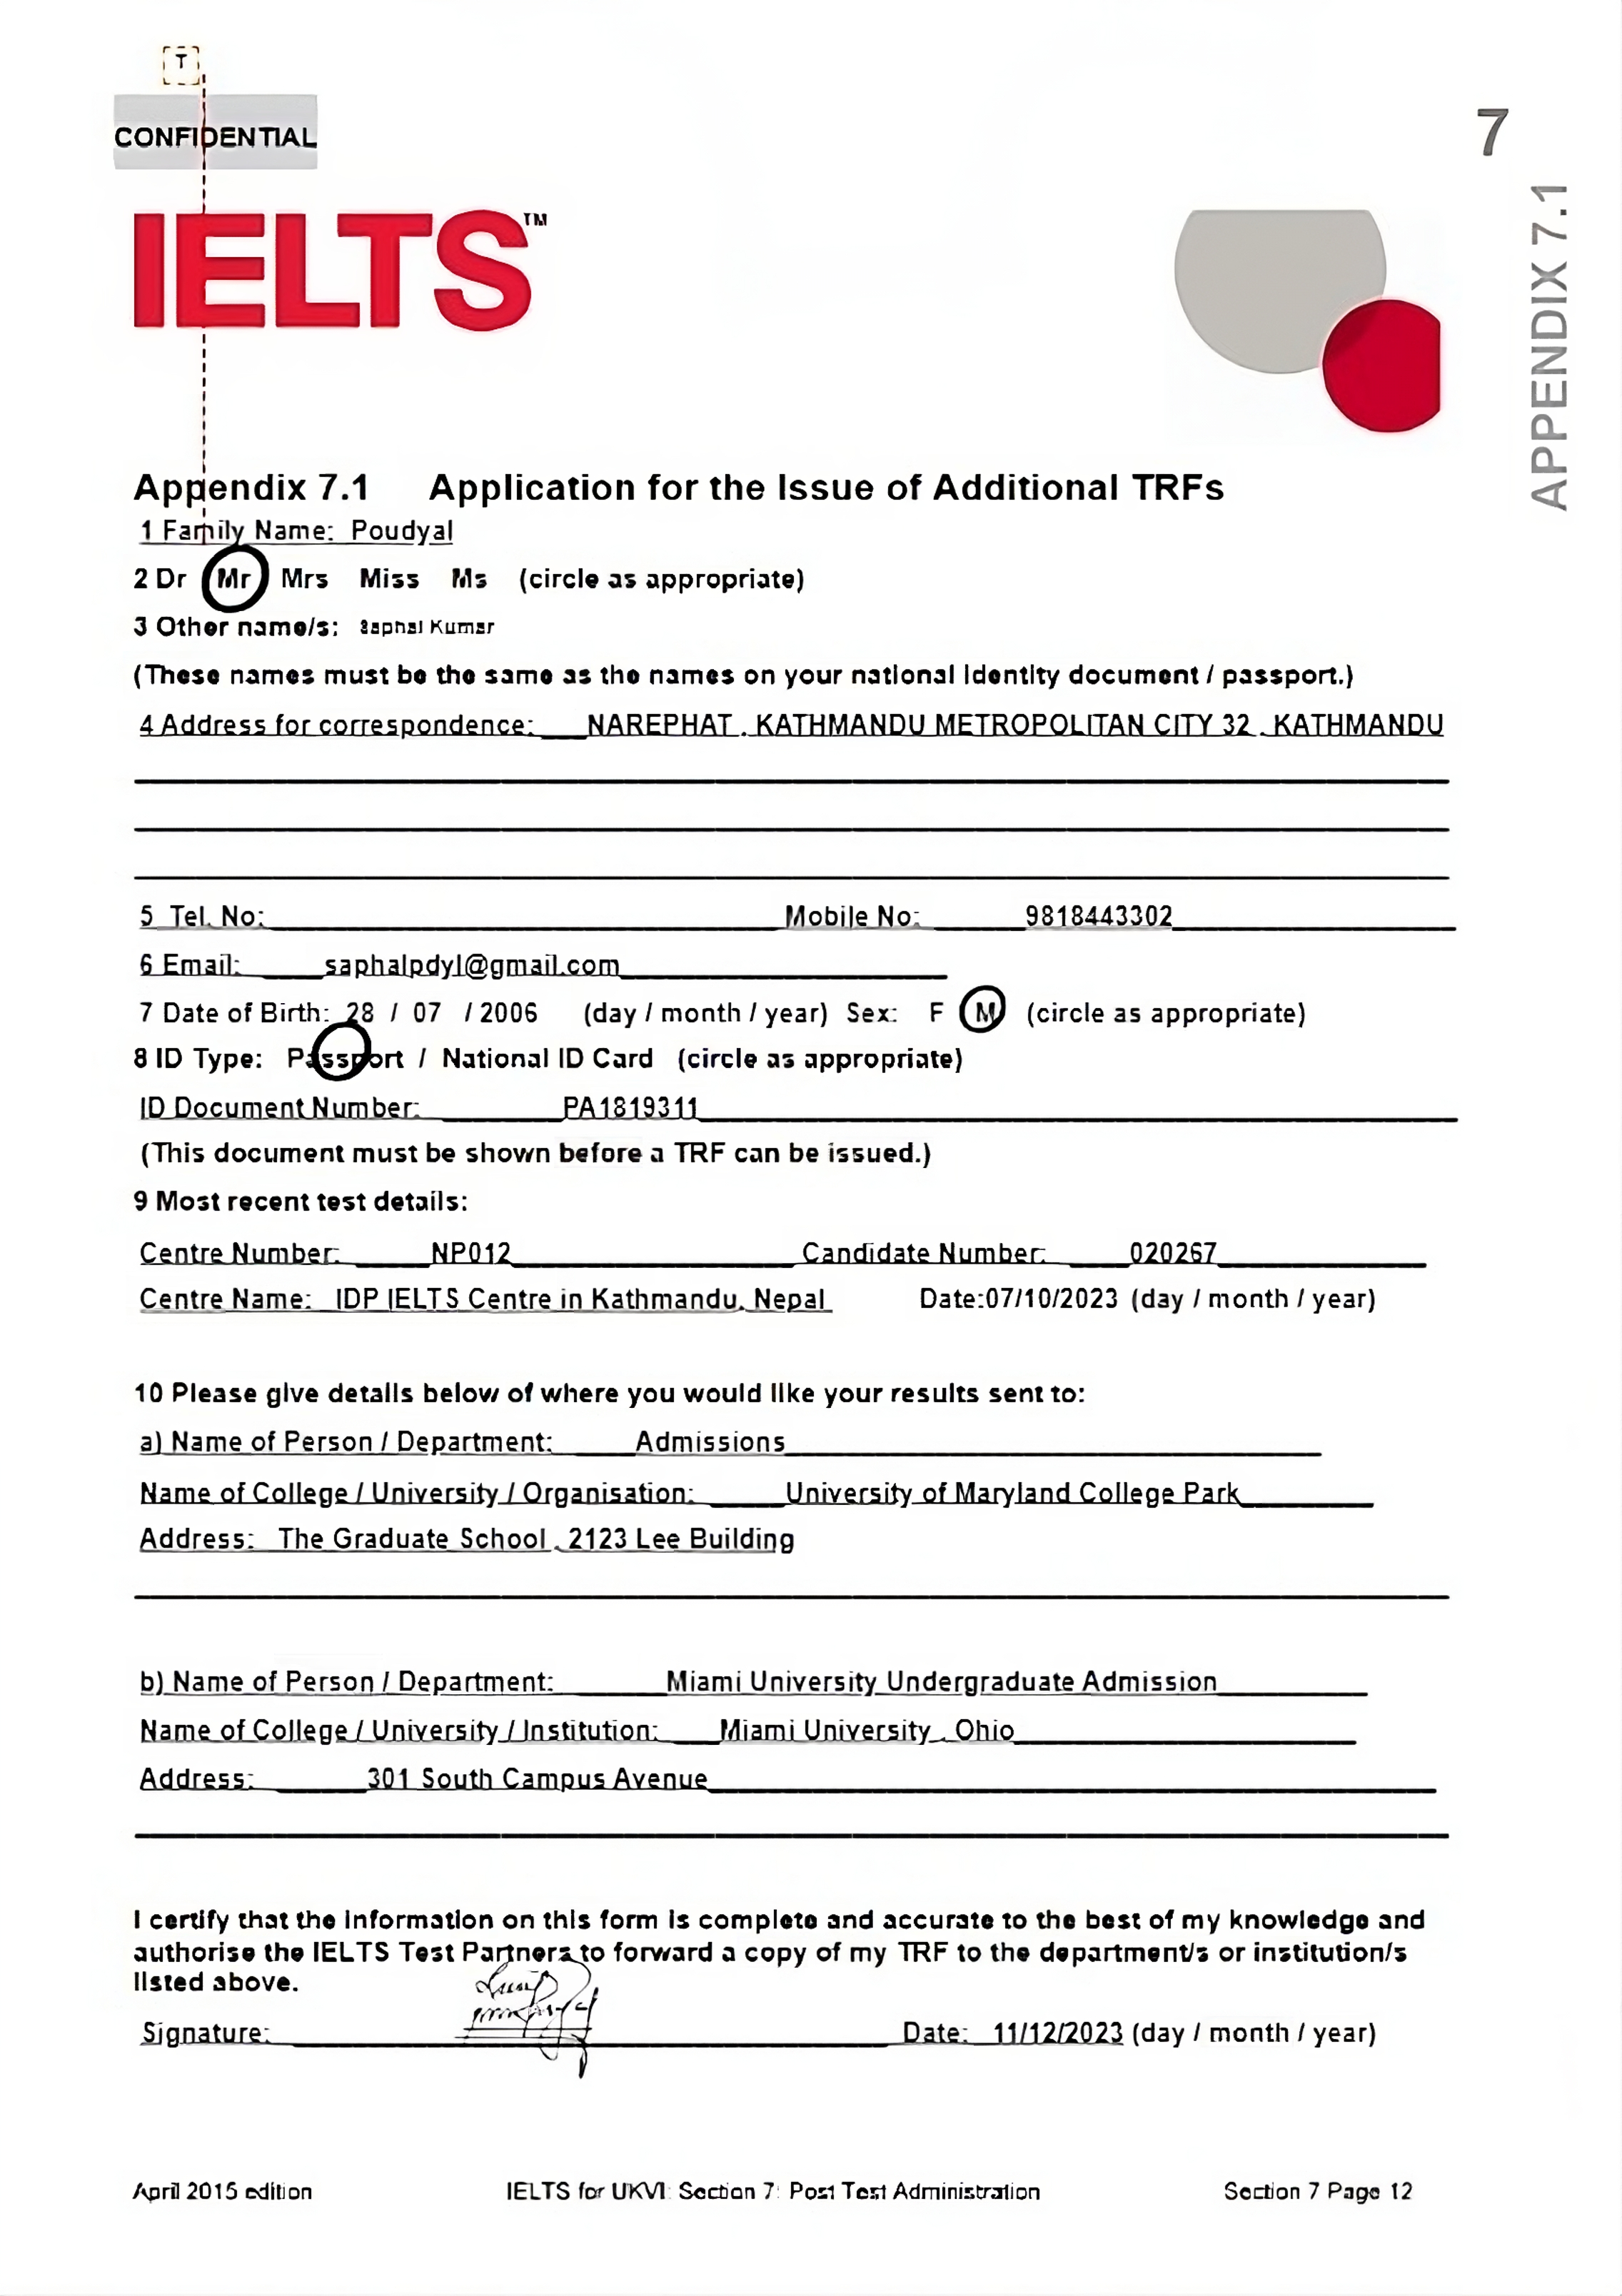 T
CONFIDENTIAL
7
APPENDIX 7.1
IELTS™
Appendix 7.1 Application for the Issue of Additional TRFs
1 Family Name: Poudyal
2 Dr Mr Mrs Miss Ms (circle as appropriate)
3 Other name/s: Saphal Kumar
(These names must be the same as the names on your national identity document / passport.)
4 Address for correspondence: NAREPHAT , KATHMANDU METROPOLITAN CITY 32 , KATHMANDU
5 Tel. No: Mobile No: 9818443302
6 Email: saphalpdyl@gmail.com
7 Date of Birth: 28 / 07 / 2006 (day / month / year) Sex: F M (circle as appropriate)
8 ID Type: Passport / National ID Card (circle as appropriate)
ID Document Number: PA1819311
(This document must be shown before a TRF can be issued.)
9 Most recent test details:
Centre Number: NP012 Candidate Number: 020267
Centre Name: IDP IELTS Centre in Kathmandu, Nepal Date:07/10/2023 (day / month / year)
10 Please give details below of where you would like your results sent to:
a) Name of Person / Department: Admissions
Name of College / University / Organisation: University of Maryland College Park
Address: The Graduate School , 2123 Lee Building
b) Name of Person / Department: Miami University Undergraduate Admission
Name of College / University / Institution: Miami University , Ohio
Address: 301 South Campus Avenue
I certify that the information on this form is complete and accurate to the best of my knowledge and
authorise the IELTS Test Partners to forward a copy of my TRF to the department/s or institution/s
listed above.
Signature: Date: 11/12/2023 (day / month / year)
April 2015 edition IELTS for UKVI: Section 7: Post Test Administration Section 7 Page 12